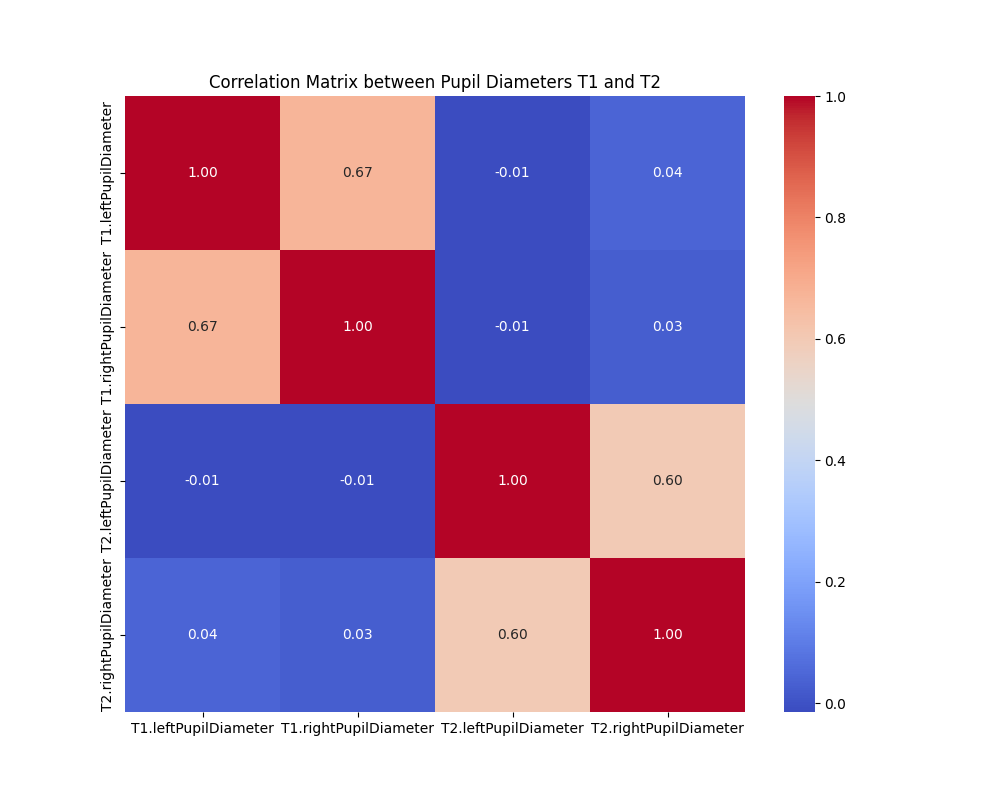 Correlation Matrix between Pupil Diameters T1 and T2
T1.leftPupilDiameter
1.00 0.67 -0.01 0.04
T1.rightPupilDiameter
0.67 1.00 -0.01 0.03
T2.leftPupilDiameter
-0.01 -0.01 1.00 0.60
T2.rightPupilDiameter
0.04 0.03 0.60 1.00
T1.leftPupilDiameter T1.rightPupilDiameter T2.leftPupilDiameter T2.rightPupilDiameter
1.0
0.8
0.6
0.4
0.2
0.0